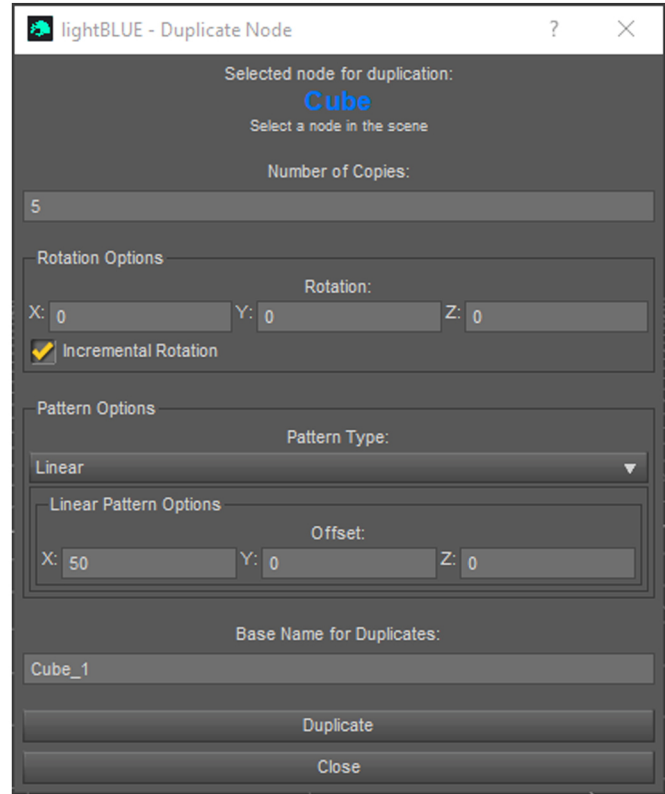 lightBLUE - Duplicate Node ?
Selected node for duplication:
Cube
Select a node in the scene
Number of Copies:
5
Rotation Options
Rotation:
X: 0 Y: 0 Z: 0
Incremental Rotation
Pattern Options
Pattern Type:
Linear
Linear Pattern Options
Offset:
X: 50 Y: 0 Z: 0
Base Name for Duplicates:
Cube_1
Duplicate
Close